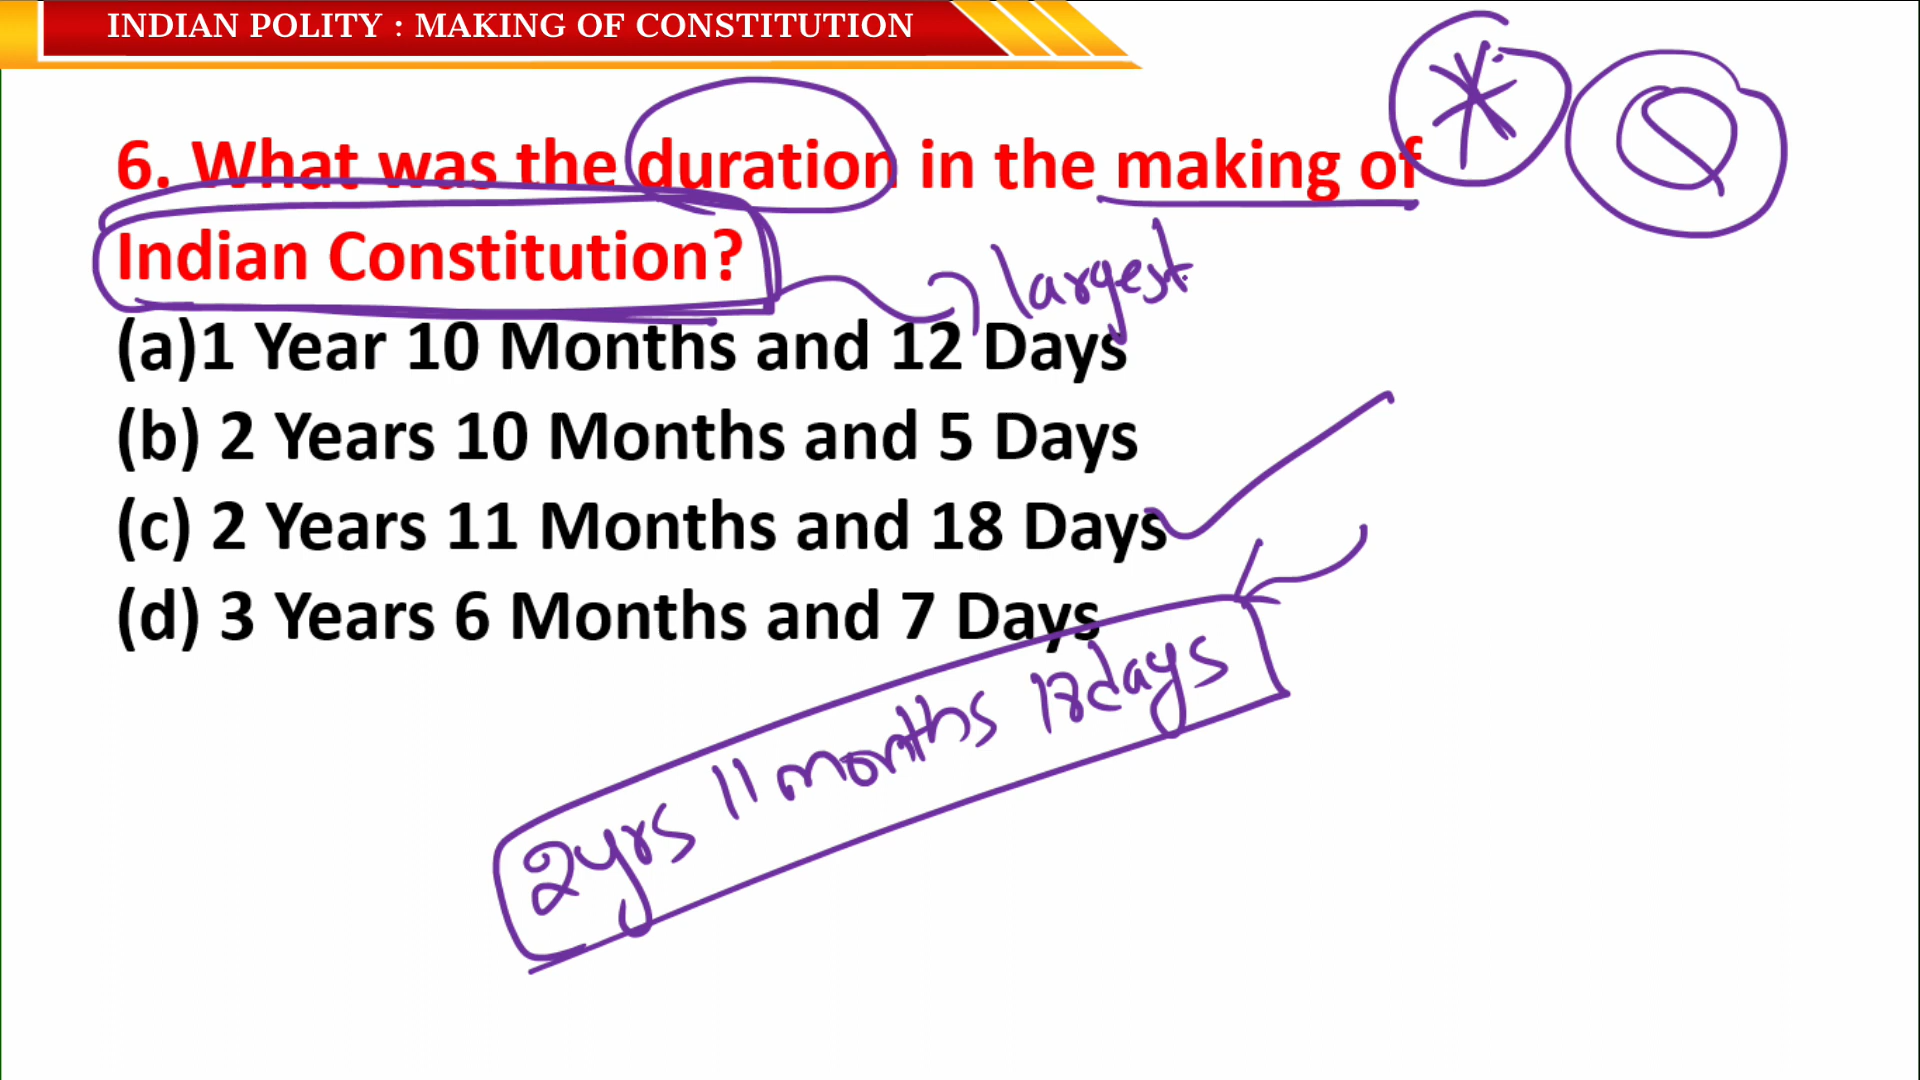 INDIAN POLITY : MAKING OF CONSTITUTION
6. What was the duration in the making of
Indian Constitution?
largest
(a)1 Year 10 Months and 12 Days
(b) 2 Years 10 Months and 5 Days
(c) 2 Years 11 Months and 18 Days
(d) 3 Years 6 Months and 7 Days
2yrs 11 months 18days